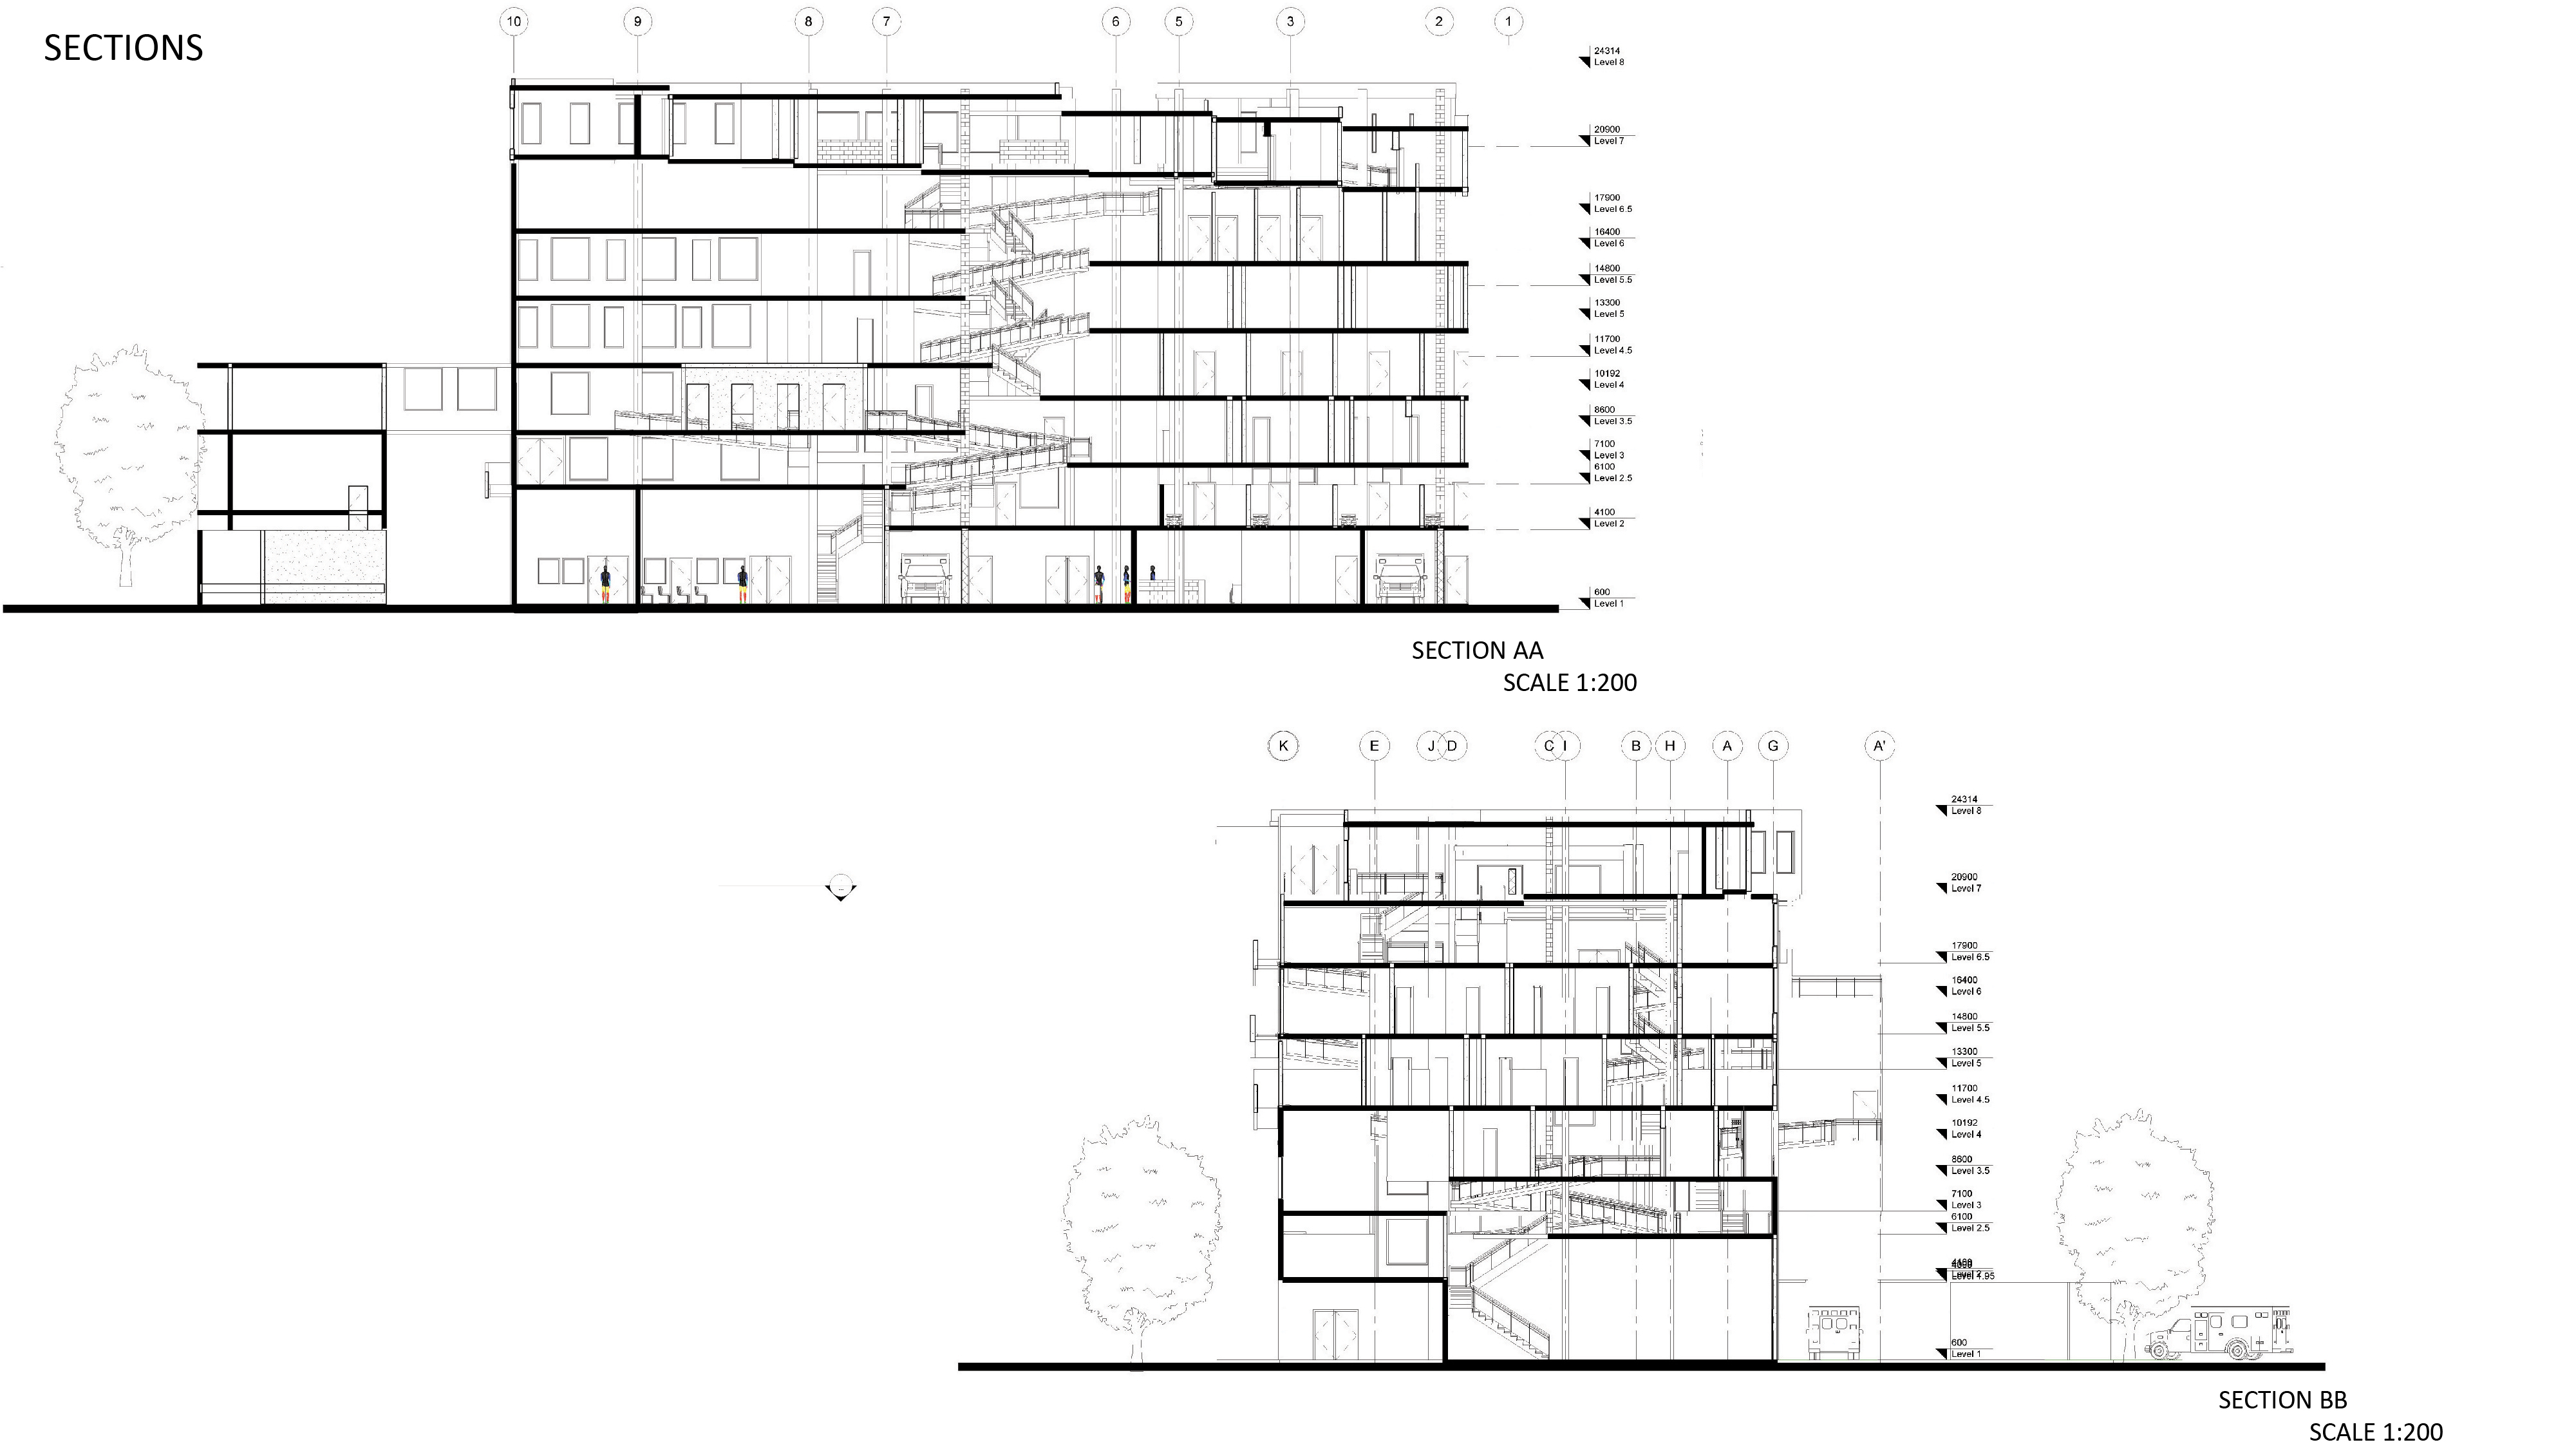 10 9 8 7 6 5 3 2 1
SECTIONS
24314
Level 8
20900
Level 7
17900
Level 6.5
16400
Level 6
14800
Level 5.5
13300
Level 5
11700
Level 4.5
10192
Level 4
8600
Level 3.5
7100
Level 3
6100
Level 2.5
4100
Level 2
600
Level 1
SECTION AA
SCALE 1:200
K E J D C I B H A G A'
24314
Level 8
20900
Level 7
17900
Level 6.5
16400
Level 6
14800
Level 5.5
13300
Level 5
11700
Level 4.5
10192
Level 4
8600
Level 3.5
7100
Level 3
6100
Level 2.5
600
Level 1
SECTION BB
SCALE 1:200